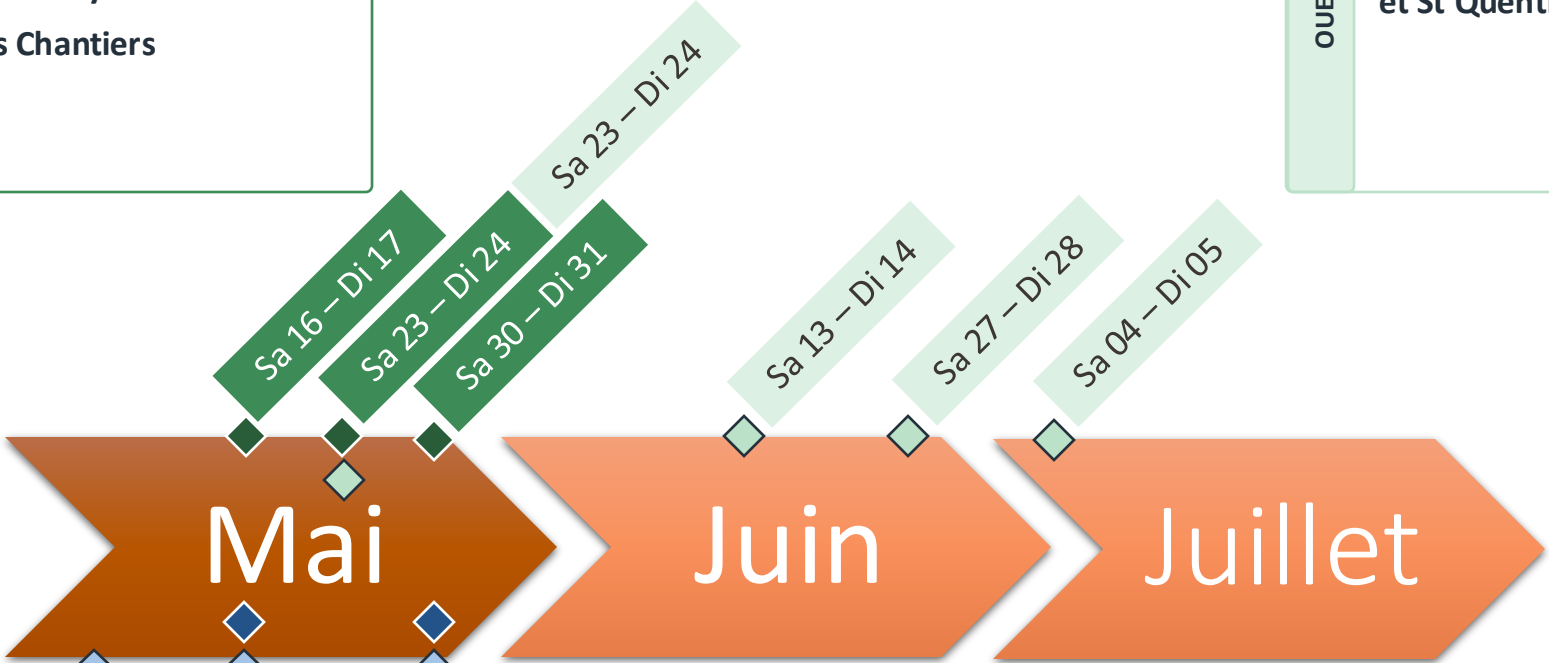 s Chantiers
OUE
et St Quent
Sa 23 – Di 24
Sa 16 – Di 17
Sa 23 – Di 24
Sa 30 – Di 31
Sa 13 – Di 14
Sa 27 – Di 28
Sa 04 – Di 05
Mai
Juin
Juillet